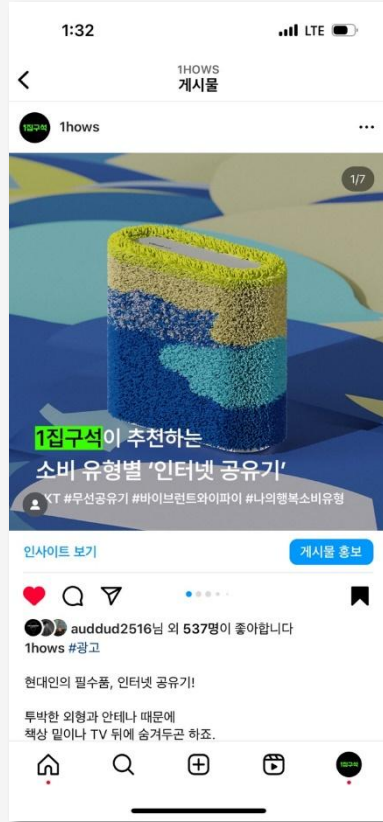 1:32
LTE
1HOWS
게시물
1집구석
1hows
1/7
1집구석이 추천하는
소비 유형별 ‘인터넷 공유기’
KT #무선공유기 #바이브런트와이파이 #나의행복소비유형
인사이트 보기
게시물 홍보
auddud2516님 외 537명이 좋아합니다
1hows #광고
현대인의 필수품, 인터넷 공유기!
투박한 외형과 안테나 때문에
책상 밑이나 TV 뒤에 숨겨두곤 하죠.
1집구석